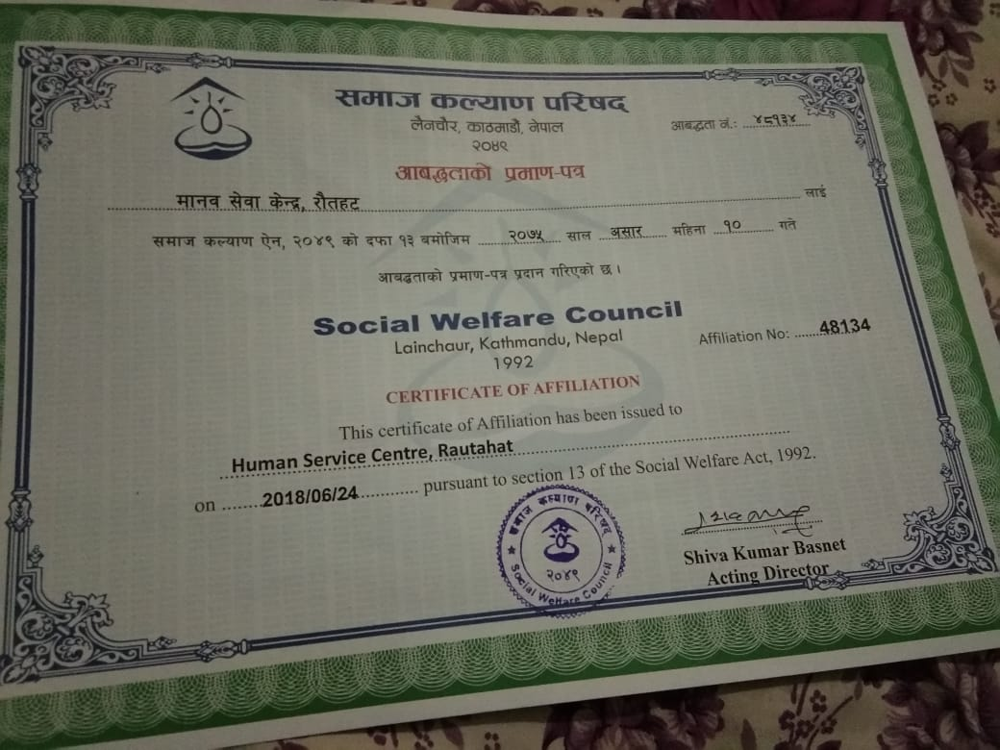 समाज कल्याण परिषद
लैनचौर, काठमाडौं, नेपाल
२०४९
आबद्धता नं.: ४८१३४
आबद्धताको प्रमाण-पत्र
मानव सेवा केन्द्र, रौतहट लाई
समाज कल्याण ऐन, २०४९ को दफा १३ बमोजिम २०७५ साल असार महिना १० गते
आबद्धताको प्रमाण-पत्र प्रदान गरिएको छ।
Social Welfare Council
Lainchaur, Kathmandu, Nepal
1992
Affiliation No: 48134
CERTIFICATE OF AFFILIATION
This certificate of Affiliation has been issued to
Human Service Centre, Rautahat
on 2018/06/24 pursuant to section 13 of the Social Welfare Act, 1992.
समाज कल्याण परिषद
२०४९
Social Welfare Council
Shiva Kumar Basnet
Acting Director